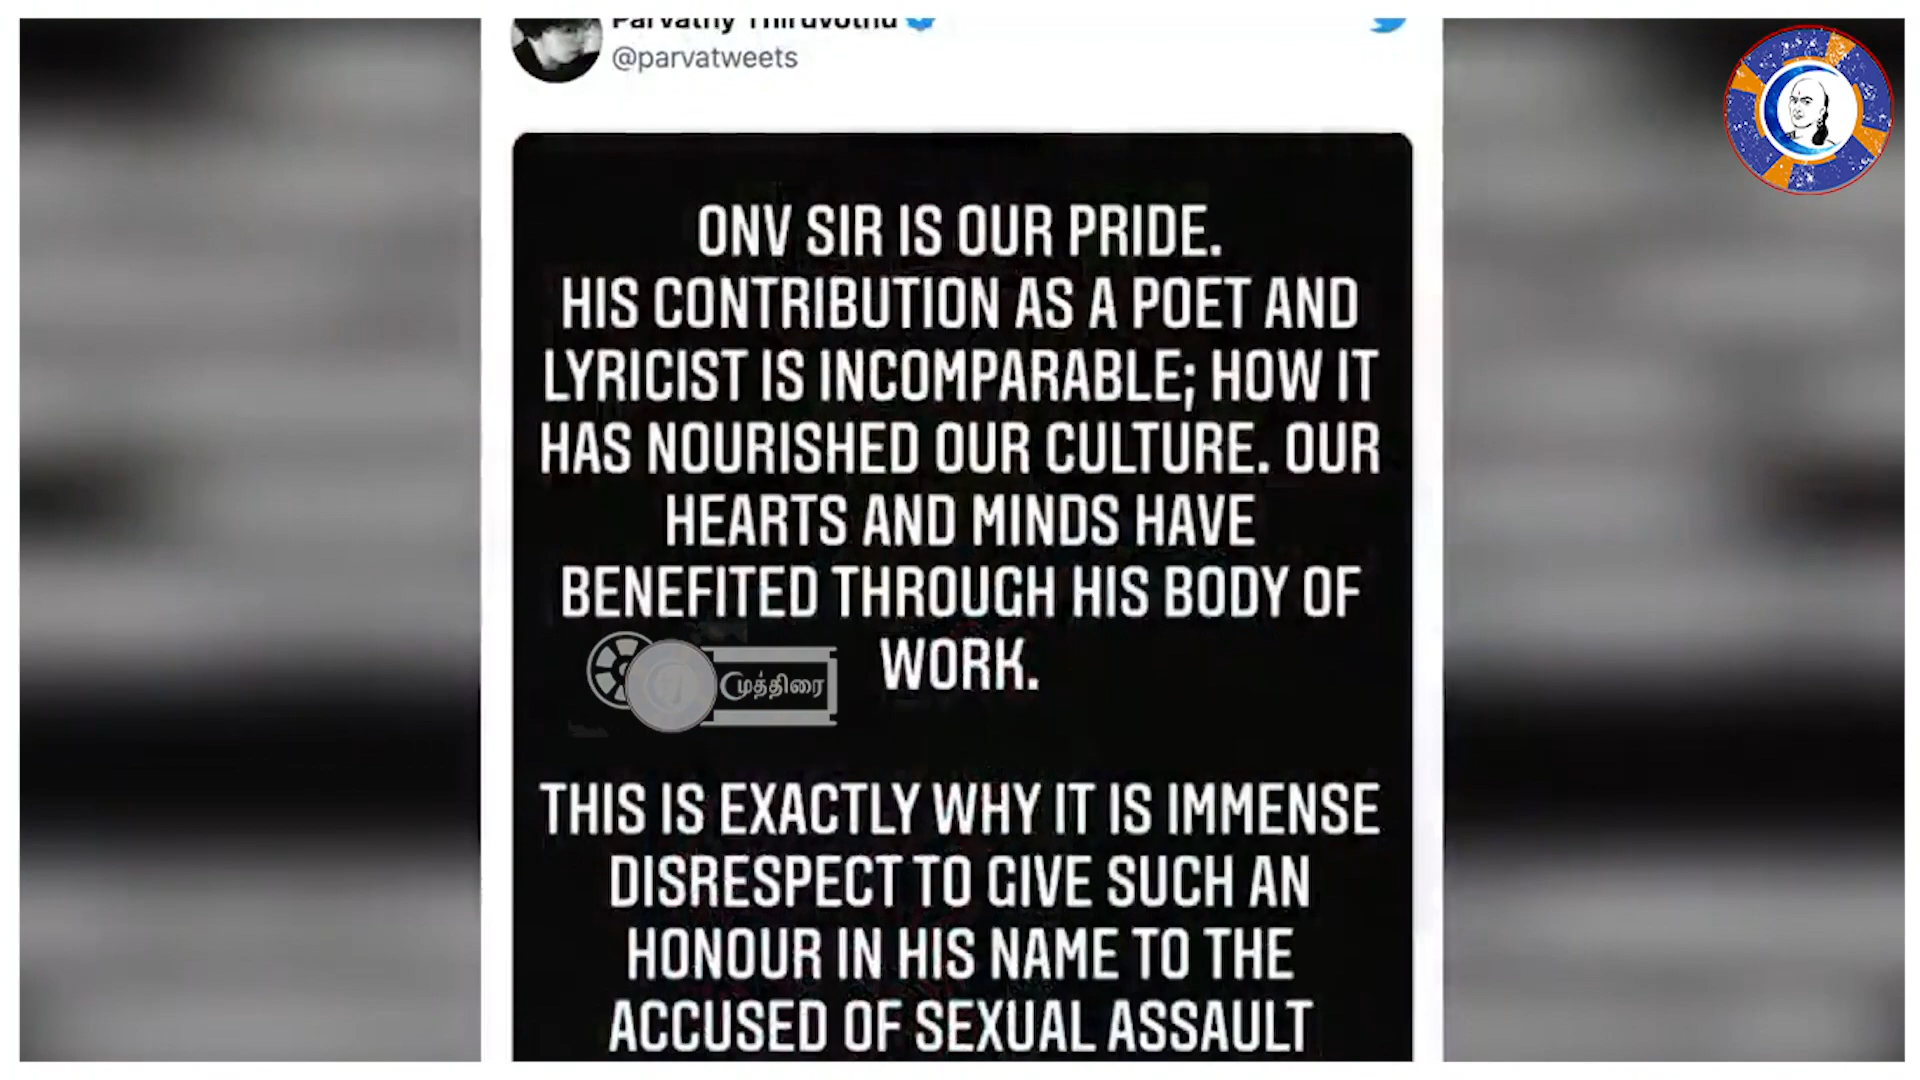 Parvathy Thiruvothu
@parvatweets
ONV SIR IS OUR PRIDE.
HIS CONTRIBUTION AS A POET AND
LYRICIST IS INCOMPARABLE; HOW IT
HAS NOURISHED OUR CULTURE. OUR
HEARTS AND MINDS HAVE
BENEFITED THROUGH HIS BODY OF
WORK.
முத்திரை
THIS IS EXACTLY WHY IT IS IMMENSE
DISRESPECT TO GIVE SUCH AN
HONOUR IN HIS NAME TO THE
ACCUSED OF SEXUAL ASSAULT